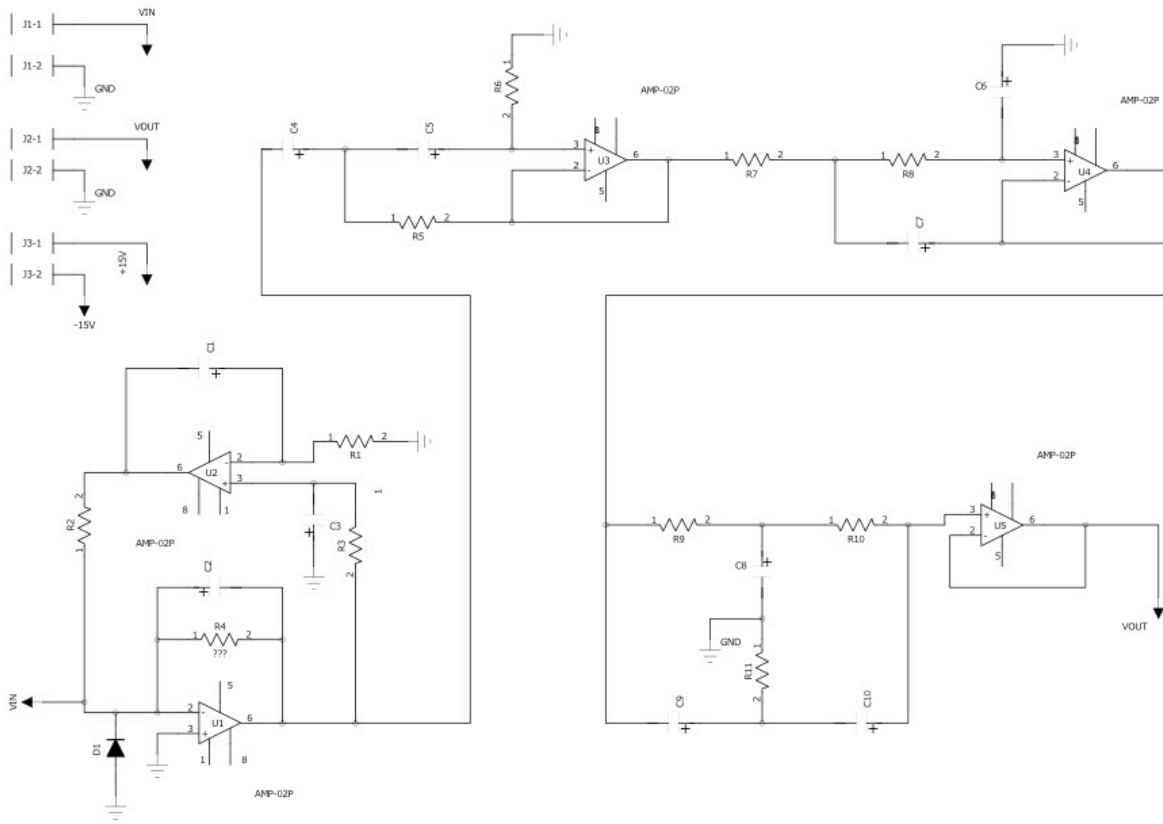 J1-1
VIN
J1-2
GND
J2-1
VOUT
J2-2
GND
J3-1
+15V
J3-2
-15V
C4
C5
1
R6
2
AMP-02P
3
+
8
U3
6
2
-
5
1
R5
2
1
R7
2
1
R8
2
C6
+
AMP-02P
3
+
8
U4
6
2
-
5
C7
+
C1
+
5
6
U2
2
-
3
+
8
1
1
R1
2
1
C3
+
R3
2
2
R2
1
AMP-02P
C2
+
1
R4
2
???
VIN
5
2
-
U1
6
3
+
1
8
D1
AMP-02P
1
R9
2
1
R10
2
AMP-02P
8
3
+
U5
6
2
-
5
C8
+
GND
1
R11
2
C9
+
C10
+
VOUT